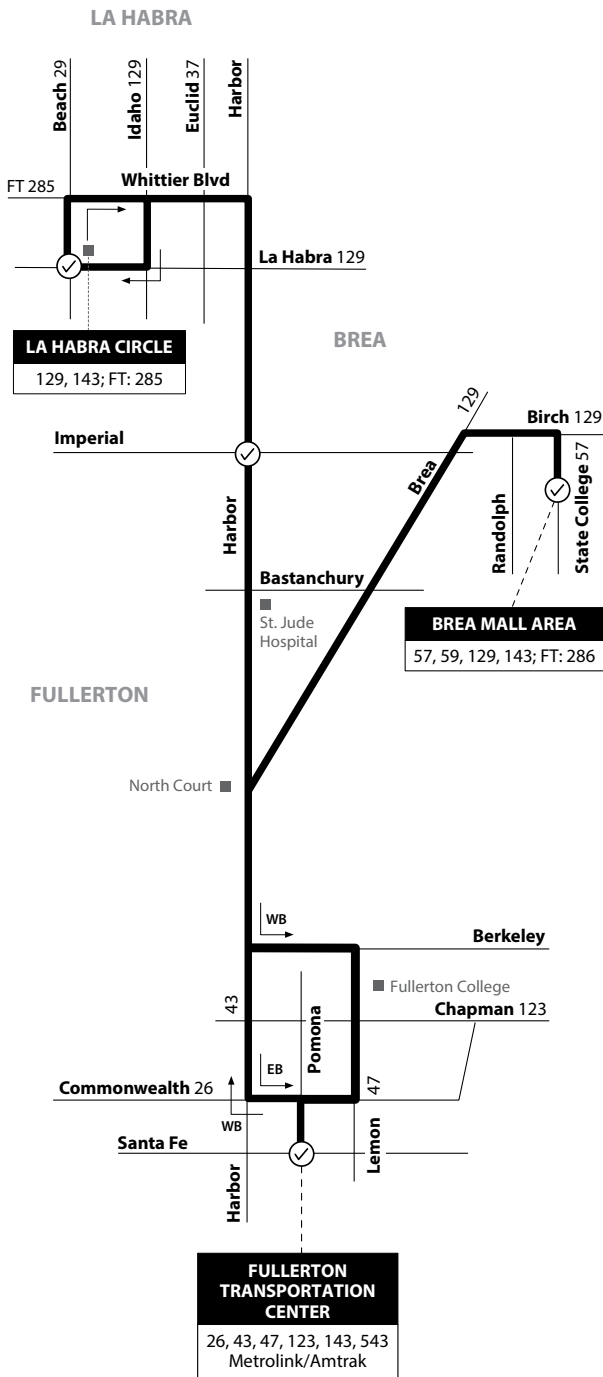 LA HABRA
Beach 29
Idaho 129
Euclid 37
Harbor
FT 285
Whittier Blvd
La Habra 129
LA HABRA CIRCLE
129, 143; FT: 285
BREA
129
Birch 129
Imperial
Brea
Harbor
Randolph
State College 57
Bastanchury
St. Jude
Hospital
BREA MALL AREA
57, 59, 129, 143; FT: 286
FULLERTON
North Court
WB
Berkeley
Fullerton College
43
Pomona
Chapman 123
EB
Commonwealth 26
47
WB
Santa Fe
Harbor
Lemon
FULLERTON
TRANSPORTATION
CENTER
26, 43, 47, 123, 143, 543
Metrolink/Amtrak